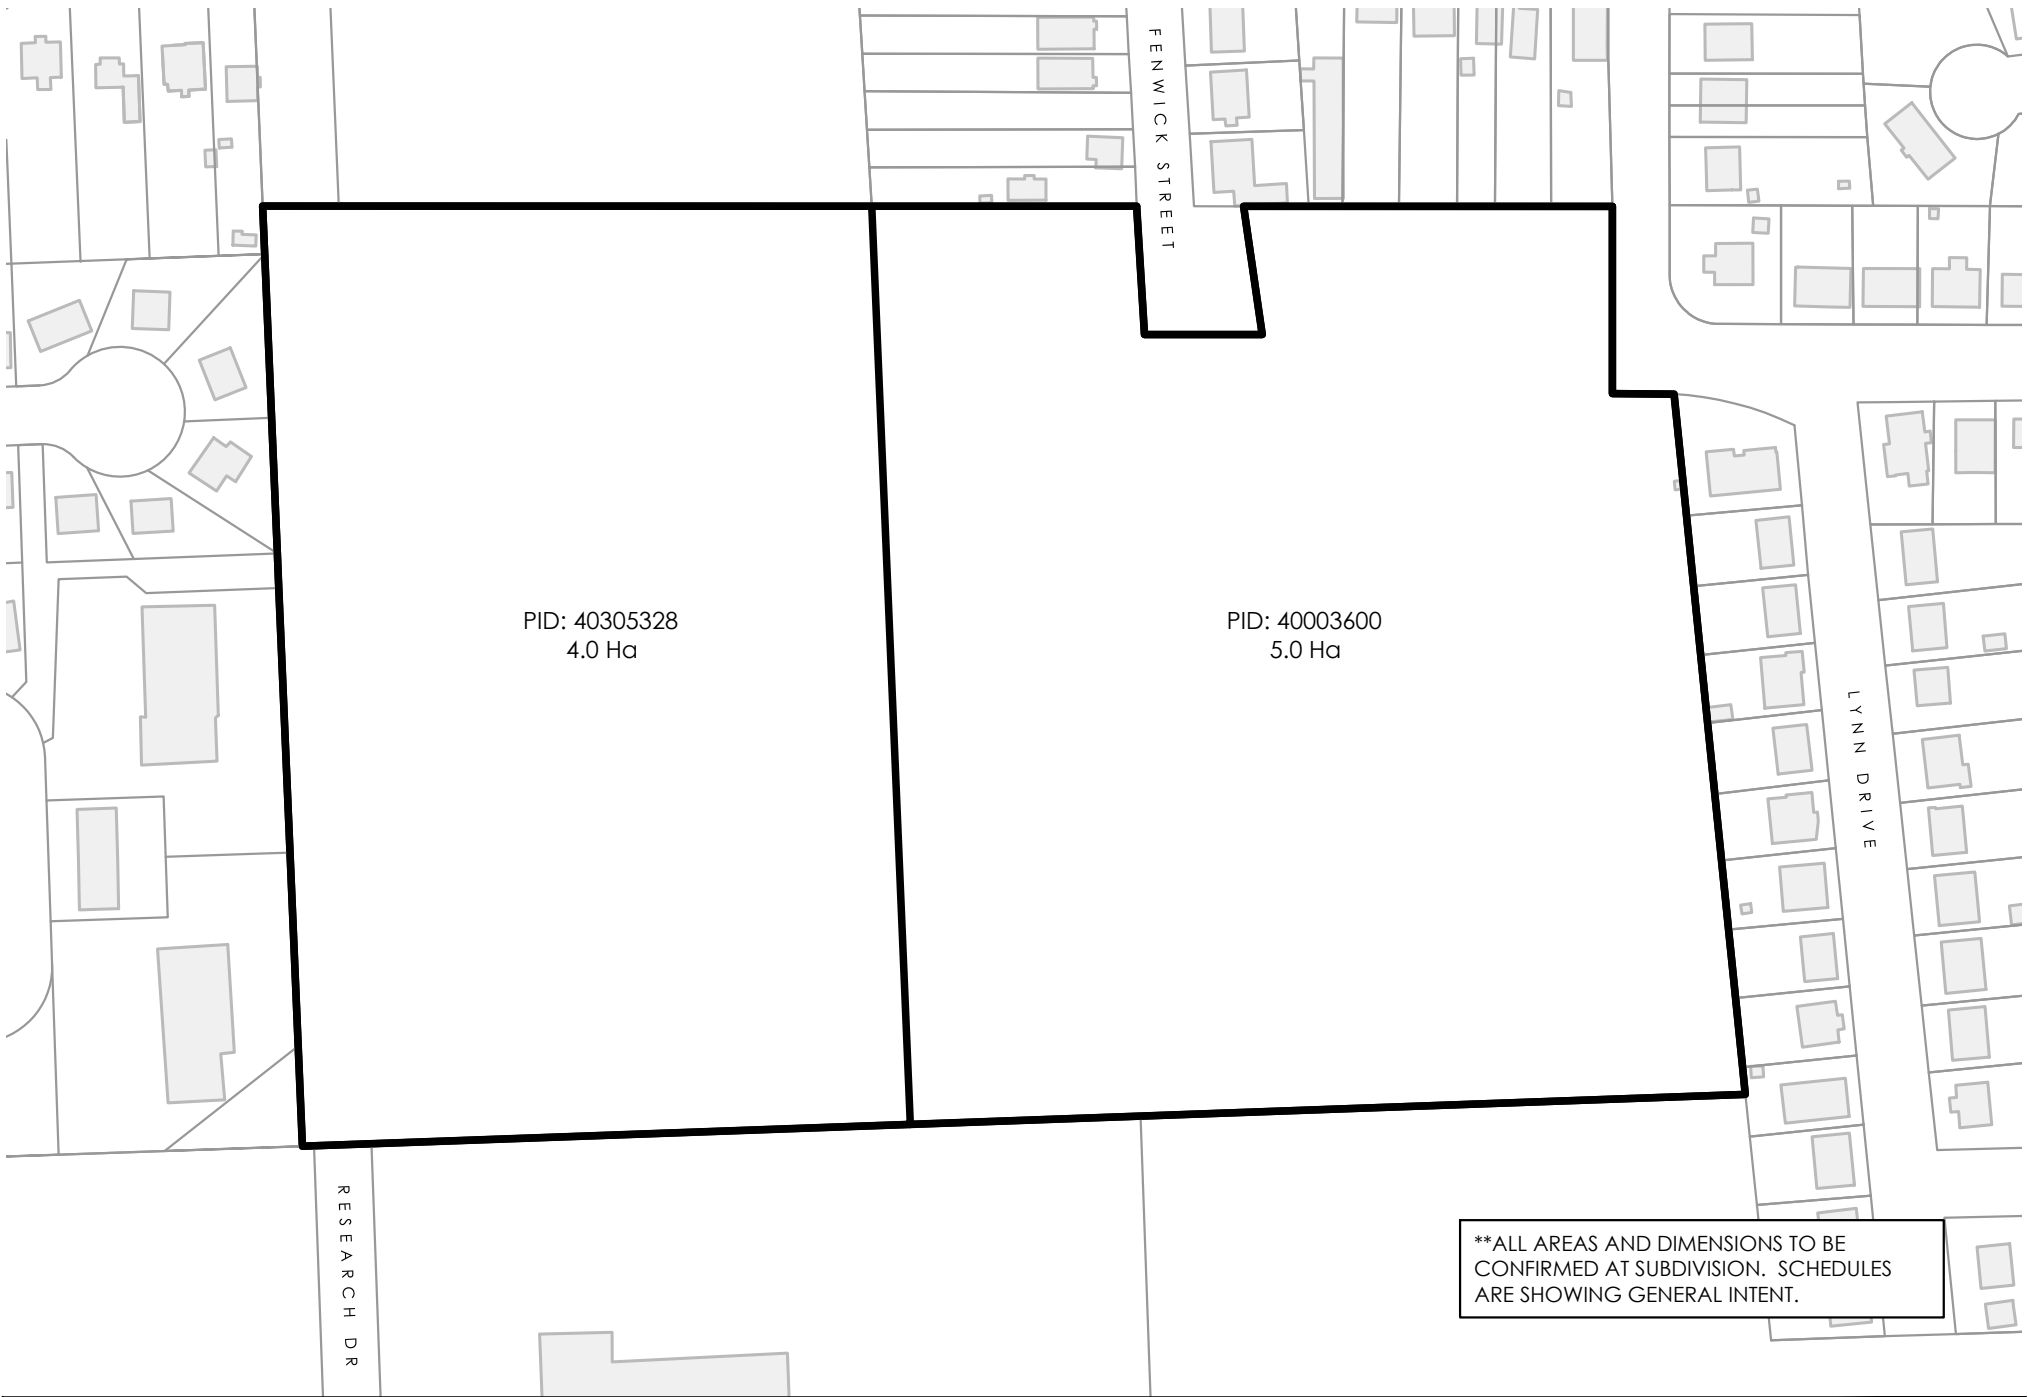 FENWICK STREET
PID: 40305328
4.0 Ha
PID: 40003600
5.0 Ha
LYNN DRIVE
RESEARCH DR
**ALL AREAS AND DIMENSIONS TO BE
CONFIRMED AT SUBDIVISION. SCHEDULES
ARE SHOWING GENERAL INTENT.